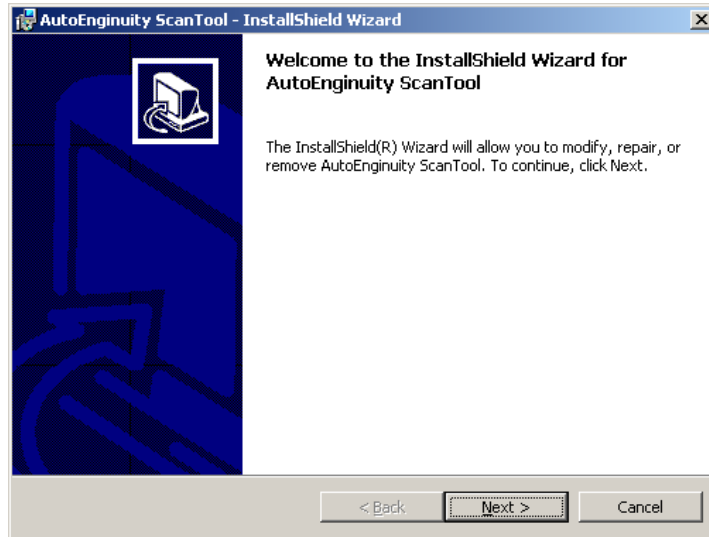 AutoEnginuity ScanTool - InstallShield Wizard
Welcome to the InstallShield Wizard for
AutoEnginuity ScanTool
The InstallShield(R) Wizard will allow you to modify, repair, or
remove AutoEnginuity ScanTool. To continue, click Next.
< Back Next > Cancel